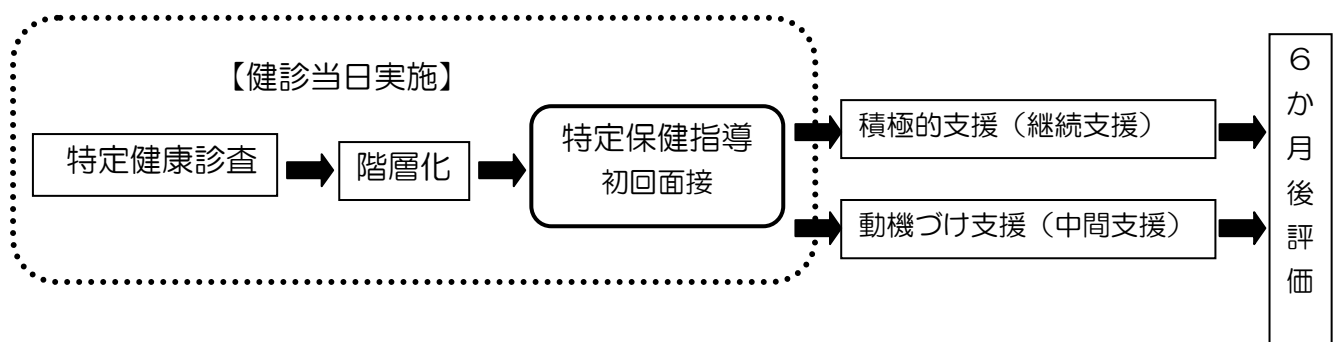 【健診当日実施】
特定健康診査
階層化
特定保健指導
初回面接
積極的支援（継続支援）
動機づけ支援（中間支援）
６か月後評価